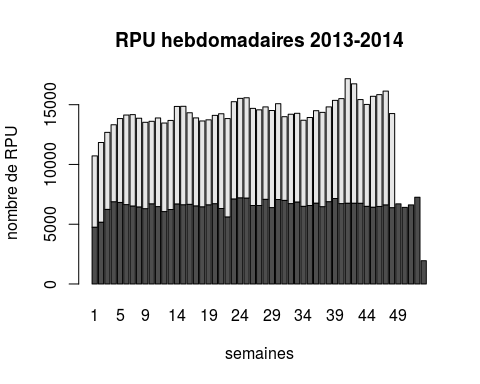 RPU hebdomadaires 2013-2014
nombre de RPU
15000
10000
5000
0
1 5 9 14 19 24 29 34 39 44 49
semaines